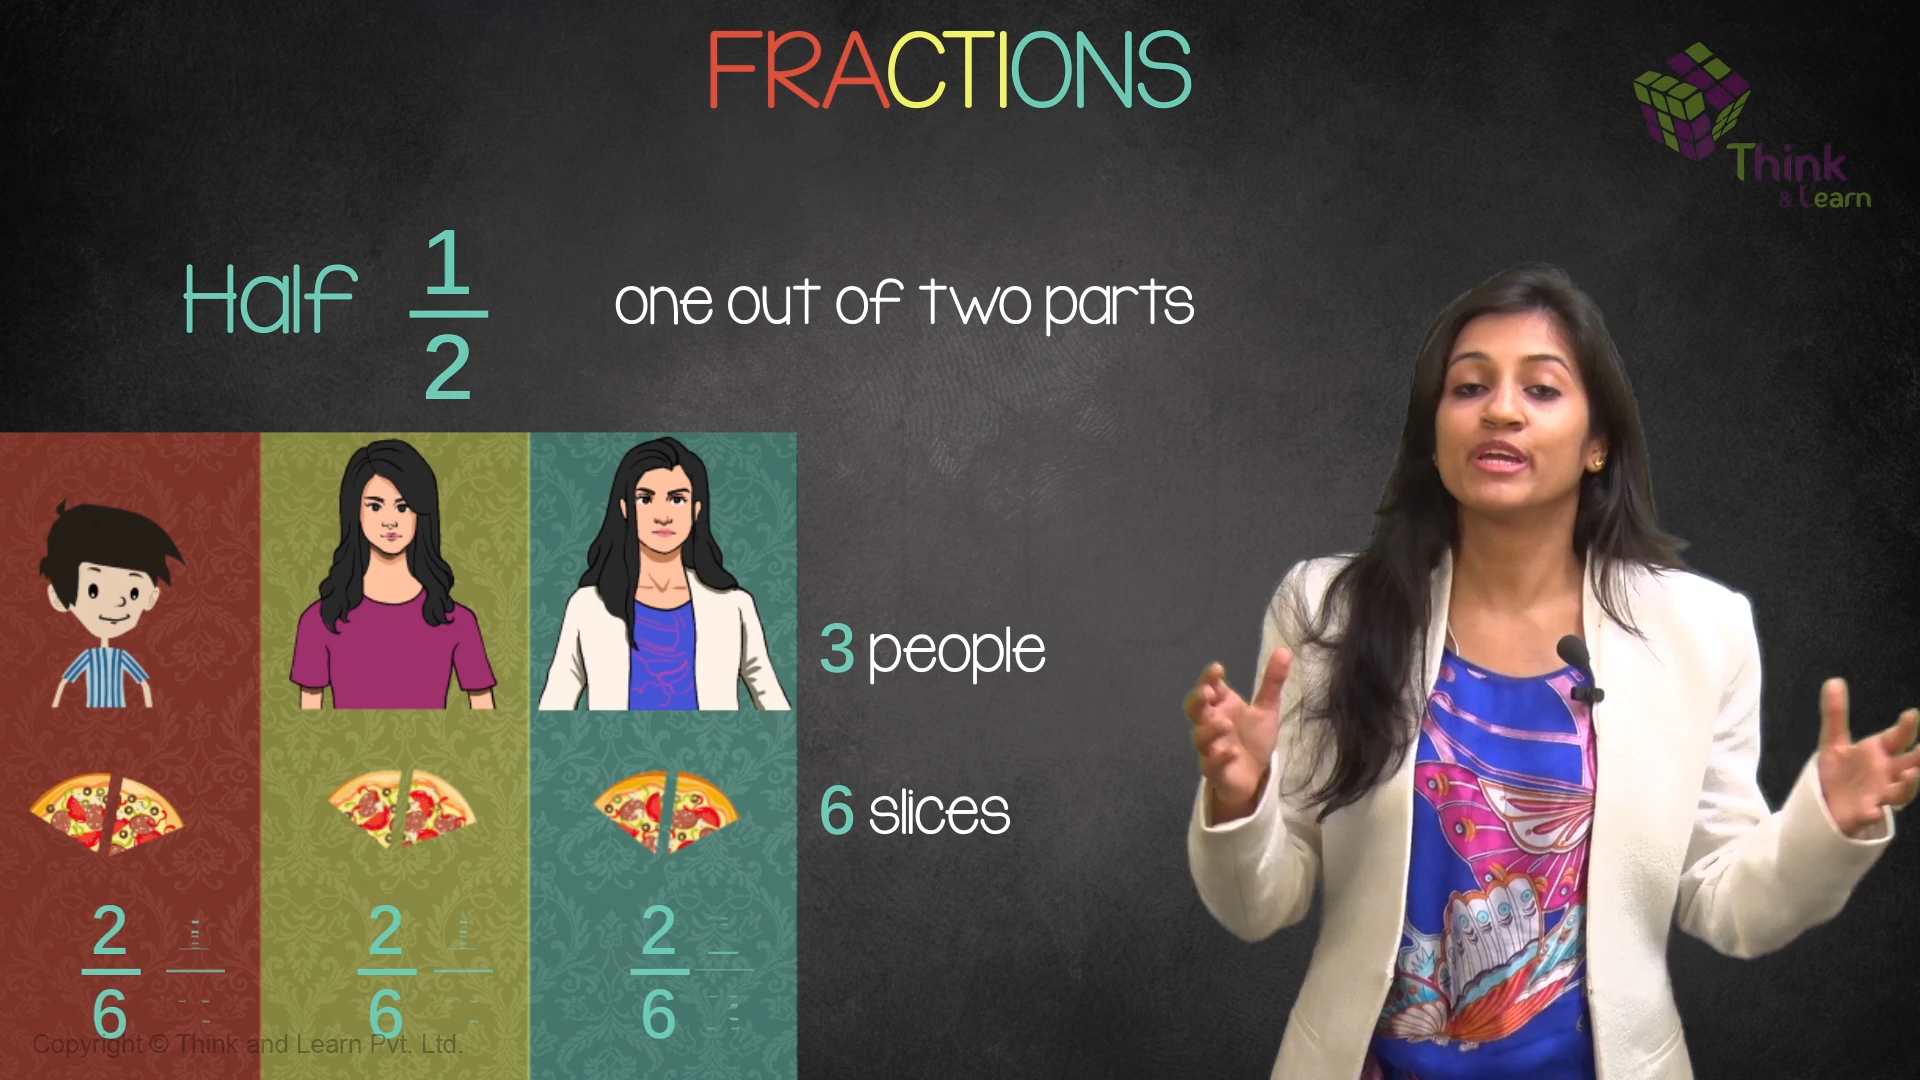 FRACTIONS
Think
& Learn
Half 1/2 one out of two parts
3 people
6 slices
2/6 2/6 2/6
Copyright © Think and Learn Pvt. Ltd.